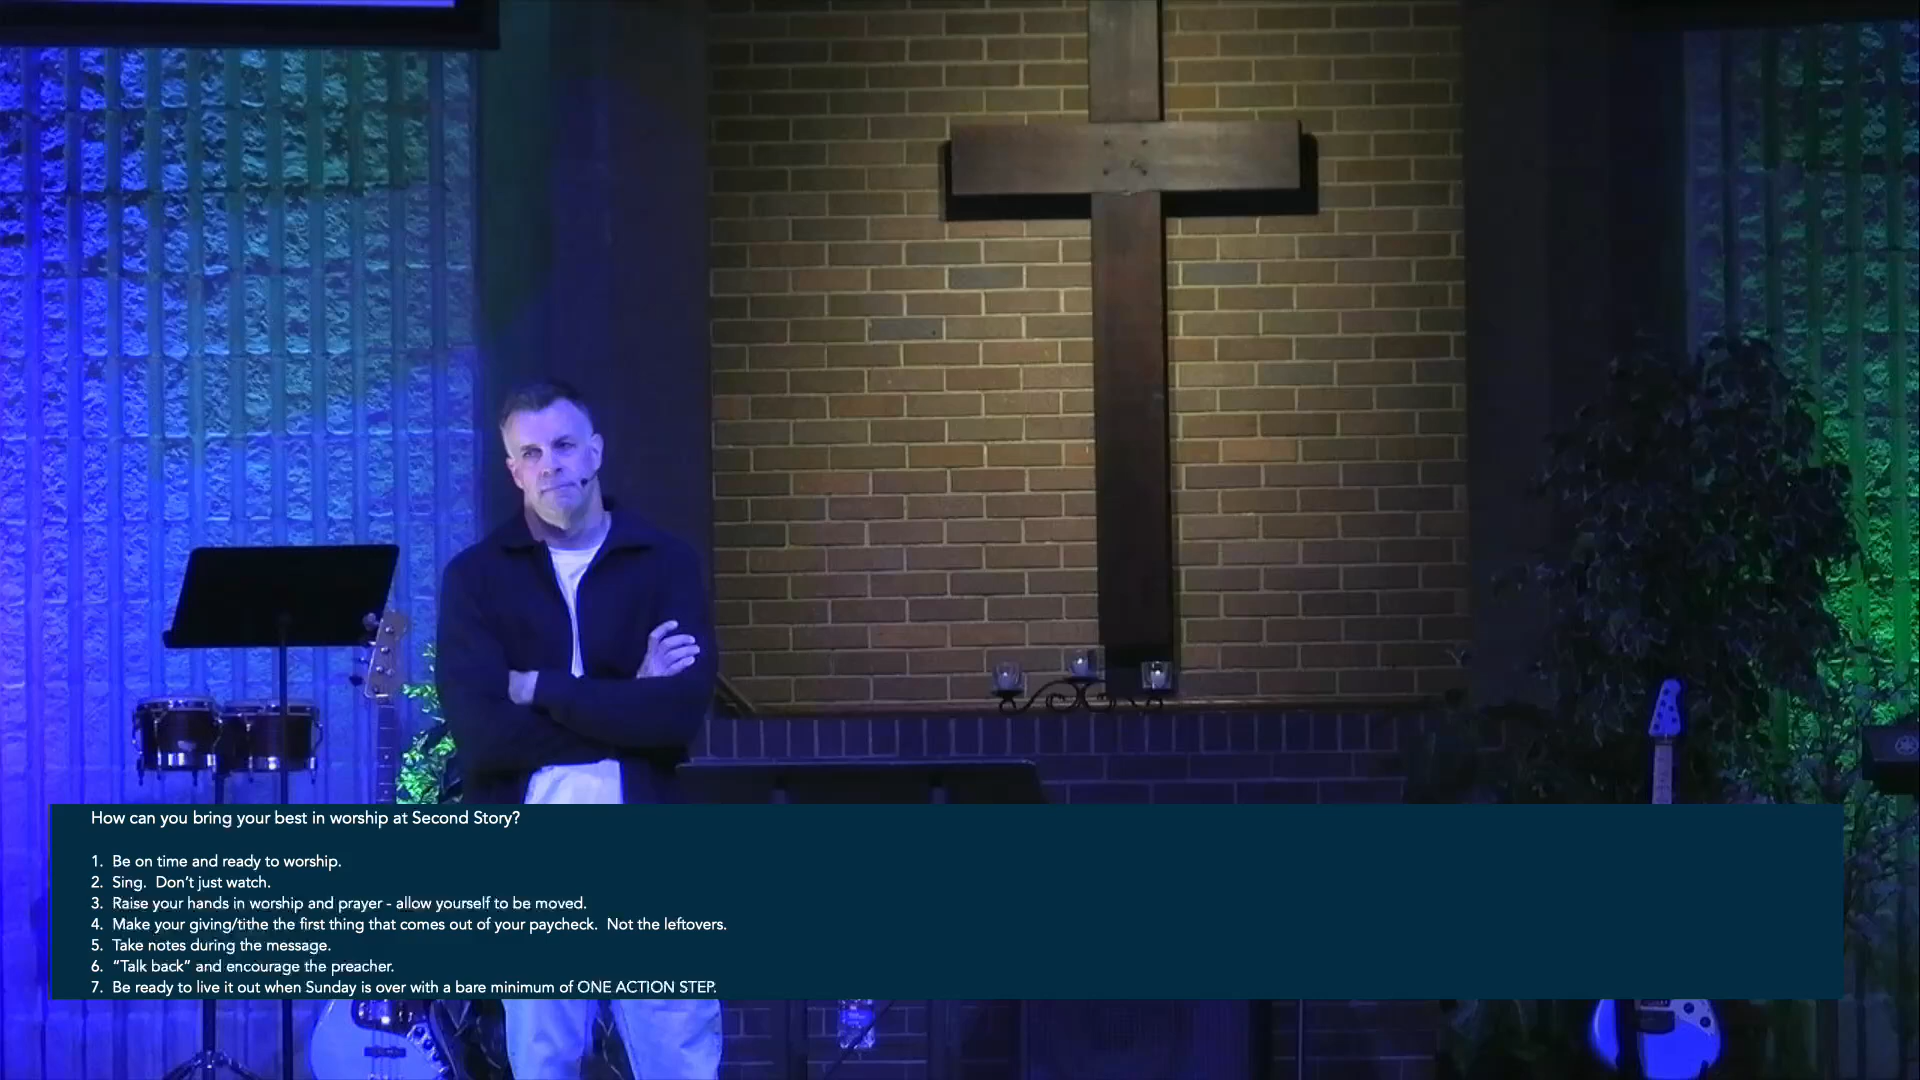 How can you bring your best in worship at Second Story?
1. Be on time and ready to worship.
2. Sing. Don't just watch.
3. Raise your hands in worship and prayer - allow yourself to be moved.
4. Make your giving/tithe the first thing that comes out of your paycheck. Not the leftovers.
5. Take notes during the message.
6. “Talk back” and encourage the preacher.
7. Be ready to live it out when Sunday is over with a bare minimum of ONE ACTION STEP.